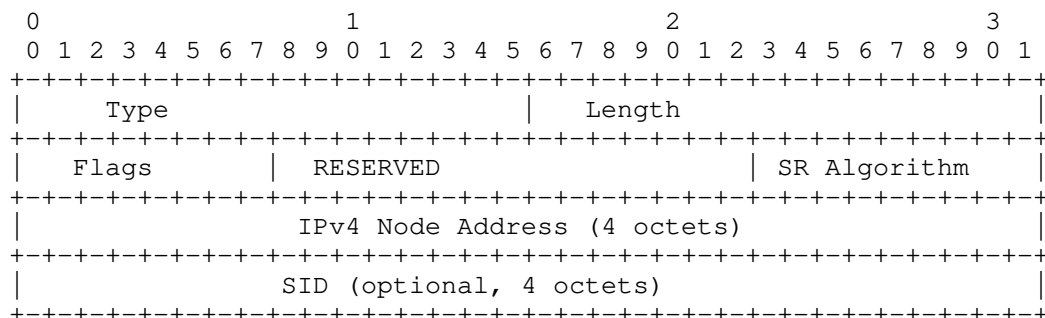 0                   1                   2                   3
 0 1 2 3 4 5 6 7 8 9 0 1 2 3 4 5 6 7 8 9 0 1 2 3 4 5 6 7 8 9 0 1
+-+-+-+-+-+-+-+-+-+-+-+-+-+-+-+-+-+-+-+-+-+-+-+-+-+-+-+-+-+-+-+-+
|     Type                      |   Length                      |
+-+-+-+-+-+-+-+-+-+-+-+-+-+-+-+-+-+-+-+-+-+-+-+-+-+-+-+-+-+-+-+-+
|   Flags       |  RESERVED                   |  SR Algorithm   |
+-+-+-+-+-+-+-+-+-+-+-+-+-+-+-+-+-+-+-+-+-+-+-+-+-+-+-+-+-+-+-+-+
|                 IPv4 Node Address (4 octets)                  |
+-+-+-+-+-+-+-+-+-+-+-+-+-+-+-+-+-+-+-+-+-+-+-+-+-+-+-+-+-+-+-+-+
|                SID (optional, 4 octets)                       |
+-+-+-+-+-+-+-+-+-+-+-+-+-+-+-+-+-+-+-+-+-+-+-+-+-+-+-+-+-+-+-+-+